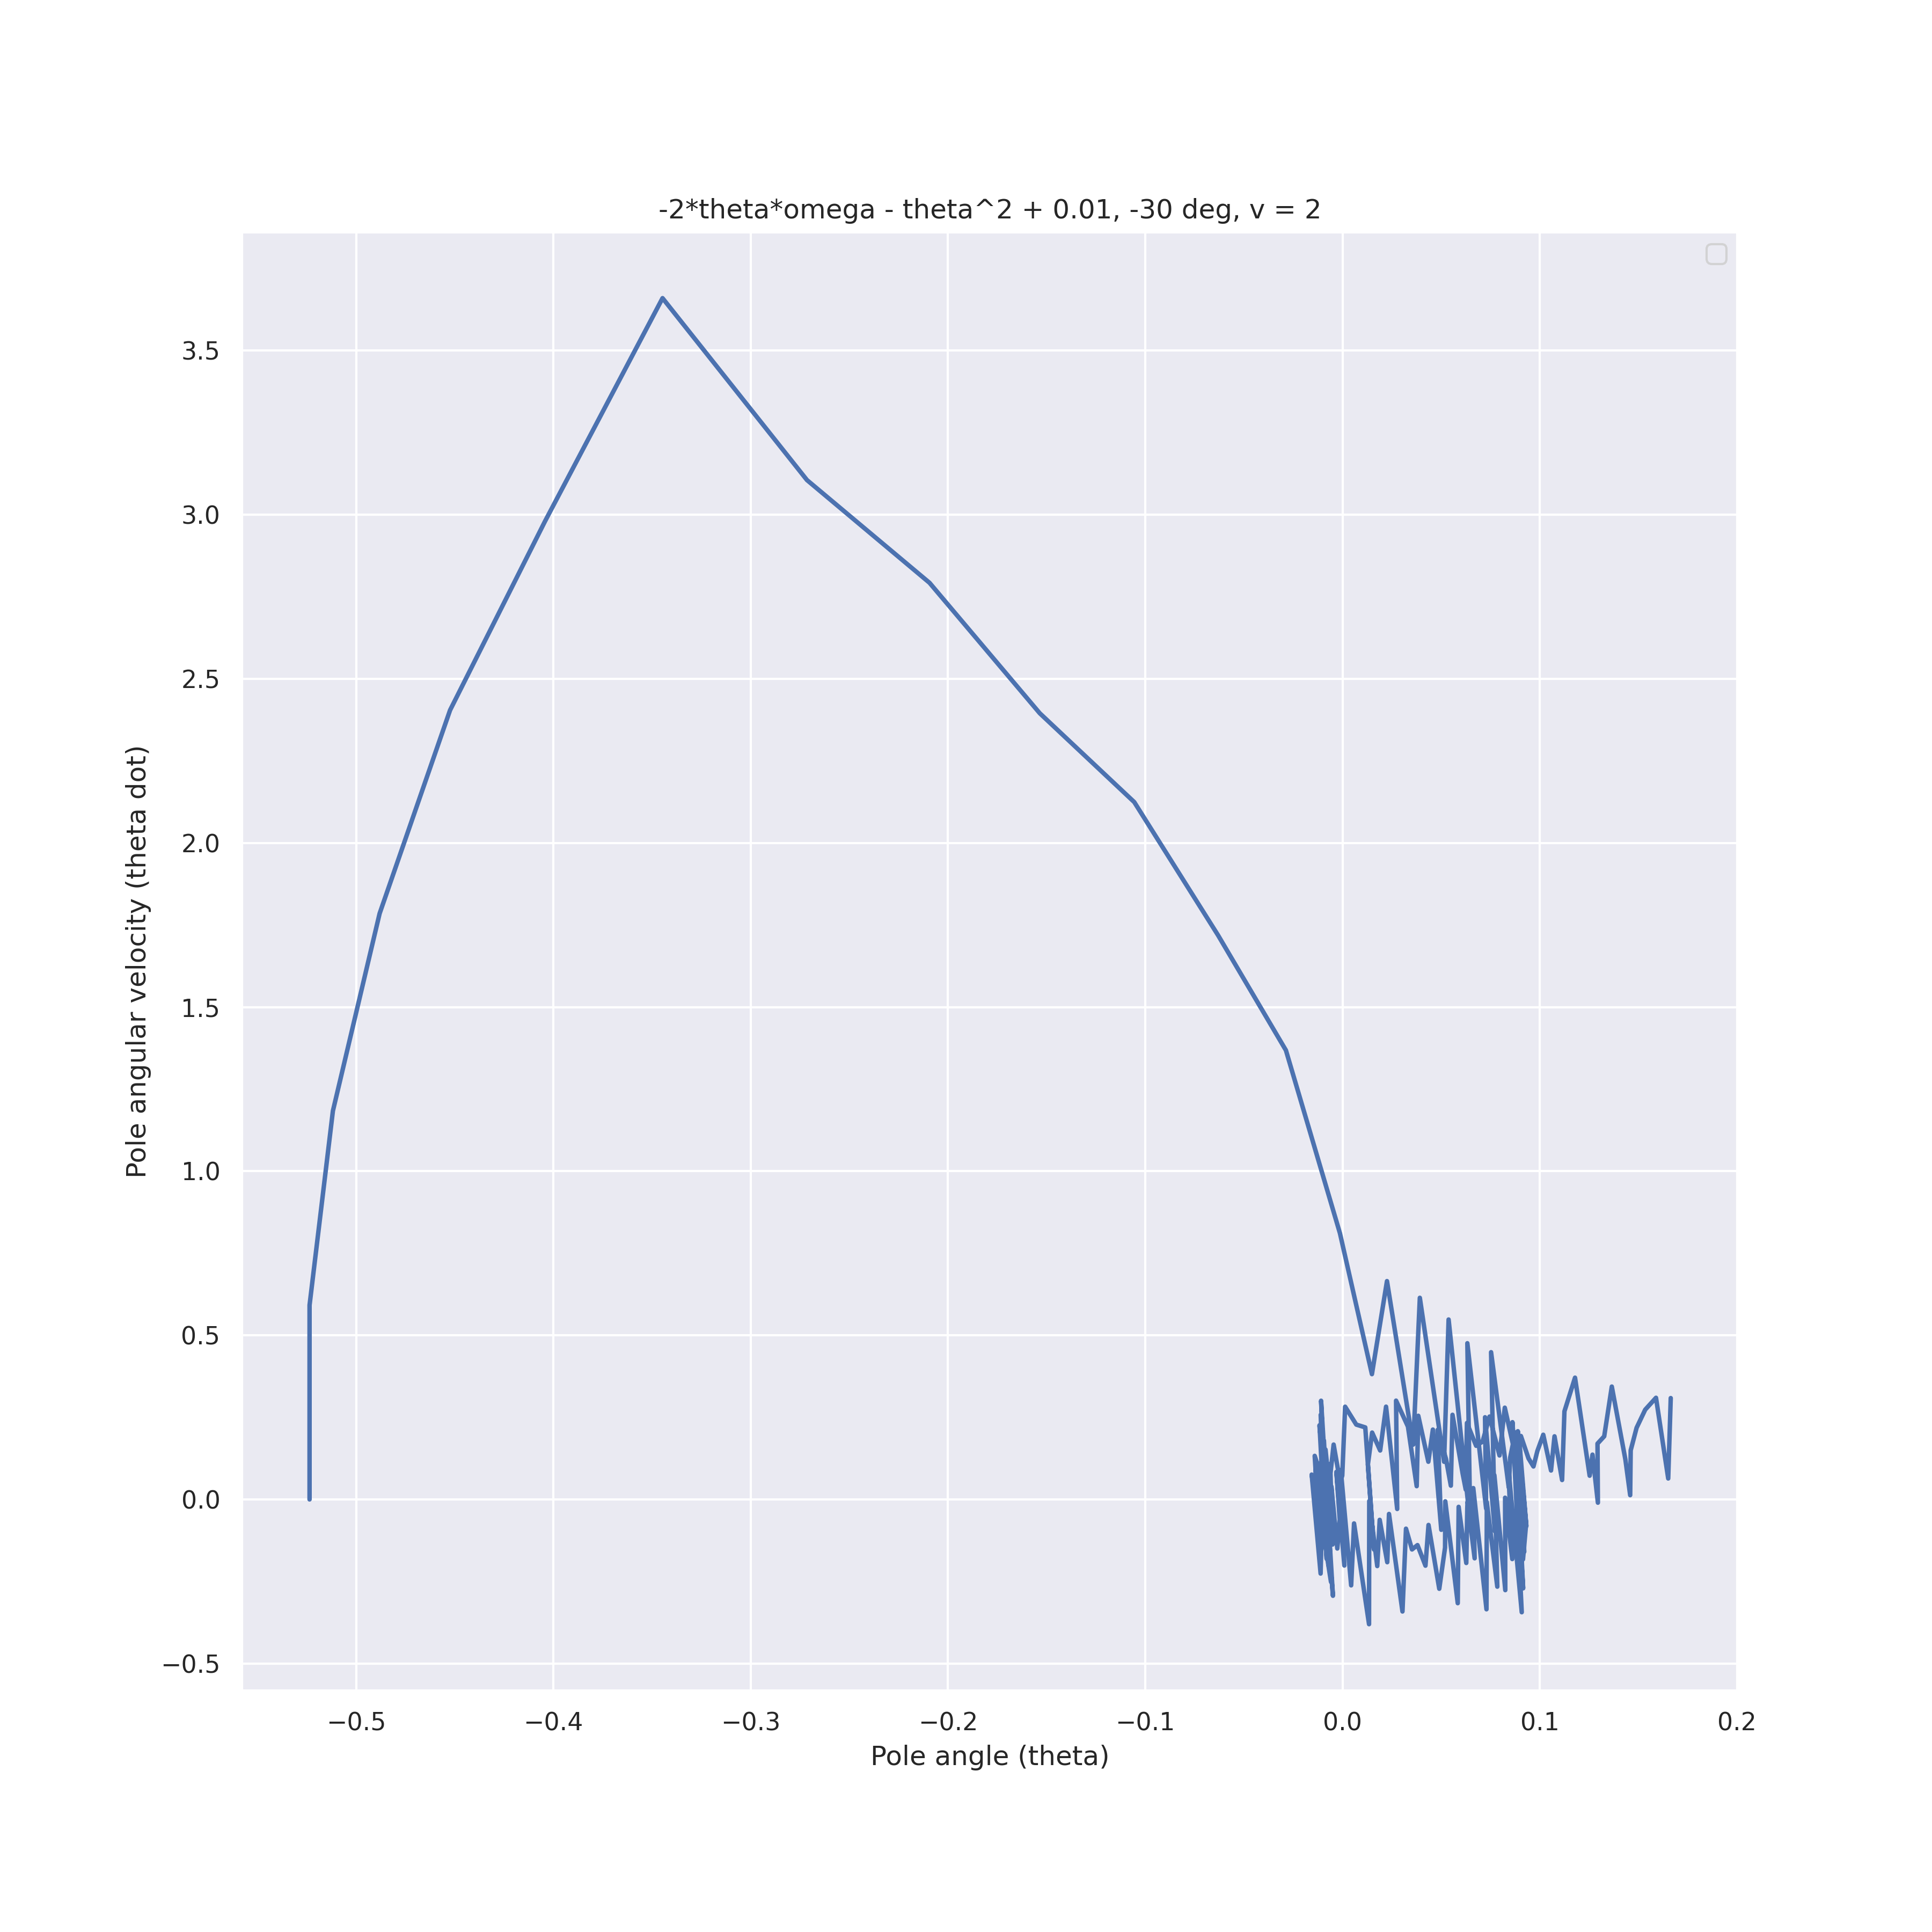 -2*theta*omega - theta^2 + 0.01, -30 deg, v = 2
3.5
3.0
2.5
2.0
1.5
1.0
0.5
0.0
−0.5
Pole angular velocity (theta dot)
−0.5 −0.4 −0.3 −0.2 −0.1 0.0 0.1 0.2
Pole angle (theta)